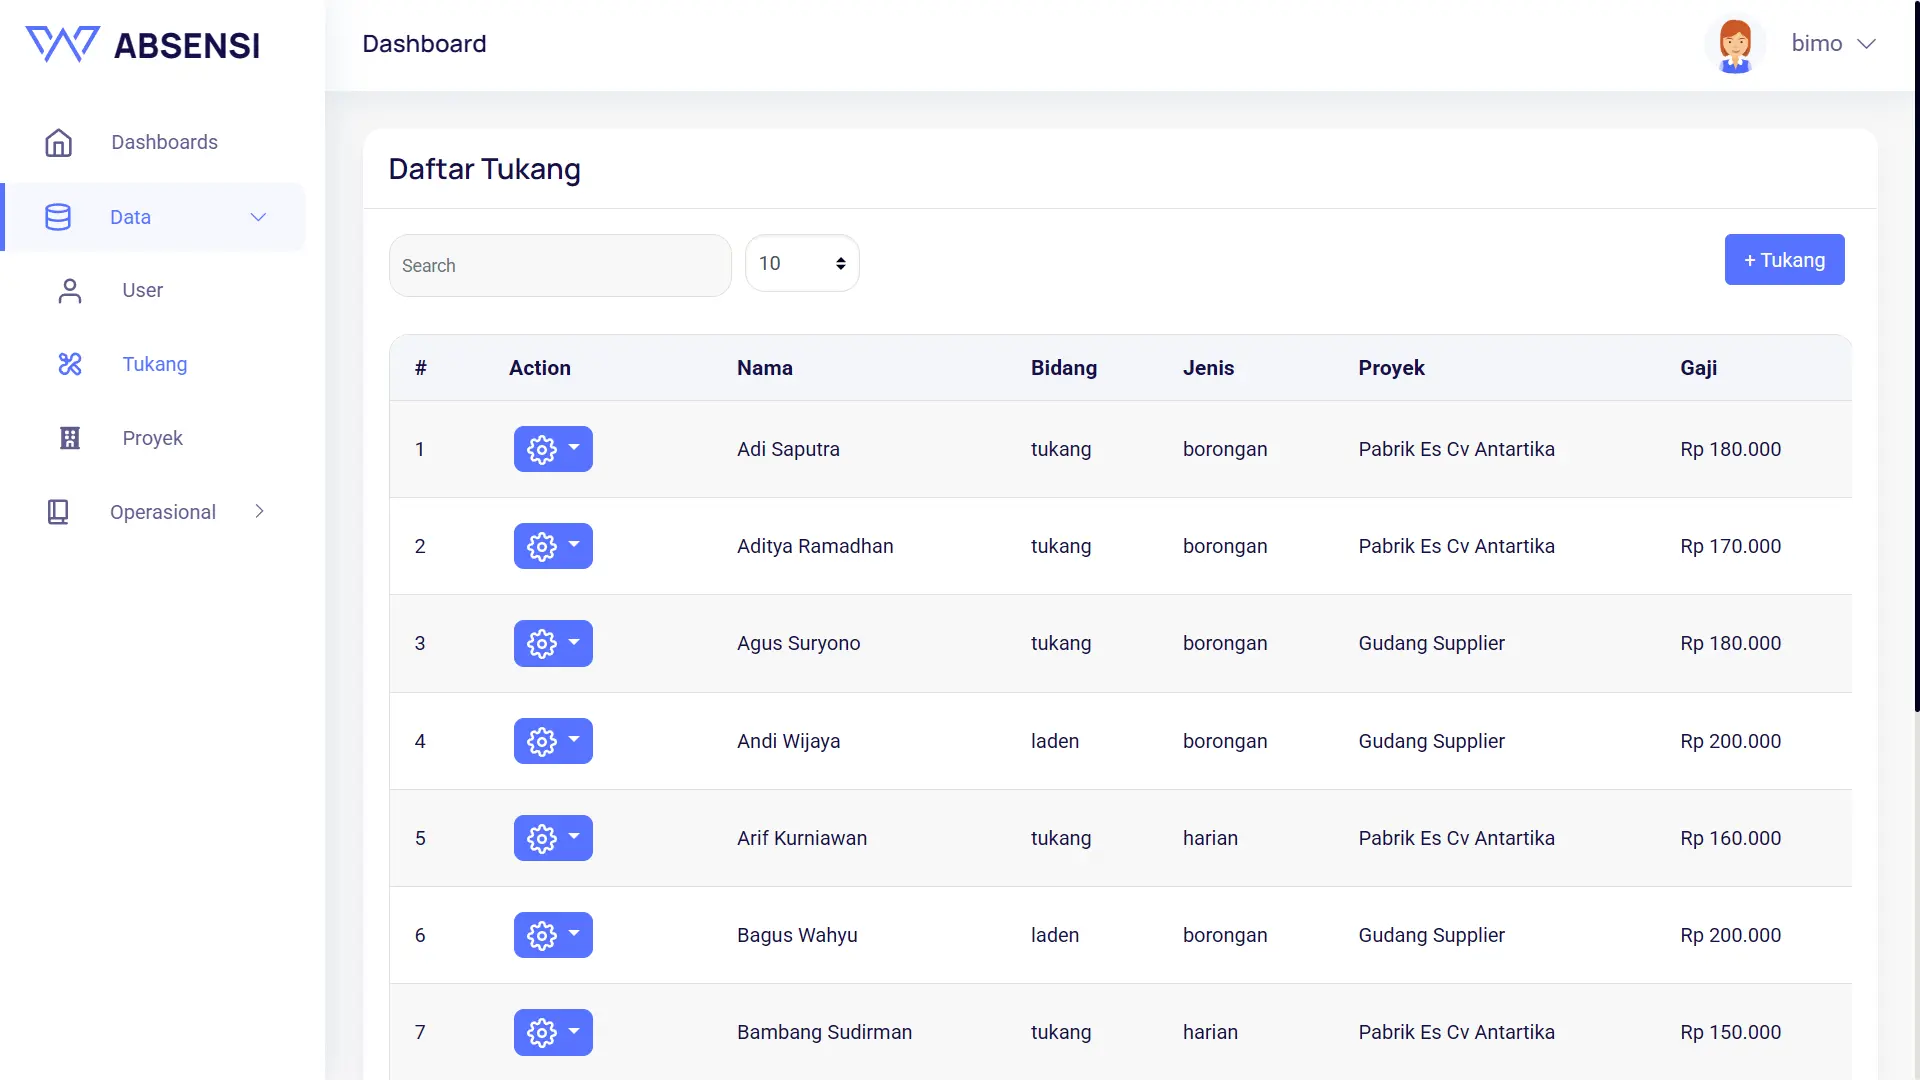 ABSENSI
Dashboard
bimo
Dashboards
Data
User
Tukang
Proyek
Operasional
Daftar Tukang
Search
10
+ Tukang
# Action Nama Bidang Jenis Proyek Gaji
1 Adi Saputra tukang borongan Pabrik Es Cv Antartika Rp 180.000
2 Aditya Ramadhan tukang borongan Pabrik Es Cv Antartika Rp 170.000
3 Agus Suryono tukang borongan Gudang Supplier Rp 180.000
4 Andi Wijaya laden borongan Gudang Supplier Rp 200.000
5 Arif Kurniawan tukang harian Pabrik Es Cv Antartika Rp 160.000
6 Bagus Wahyu laden borongan Gudang Supplier Rp 200.000
7 Bambang Sudirman tukang harian Pabrik Es Cv Antartika Rp 150.000